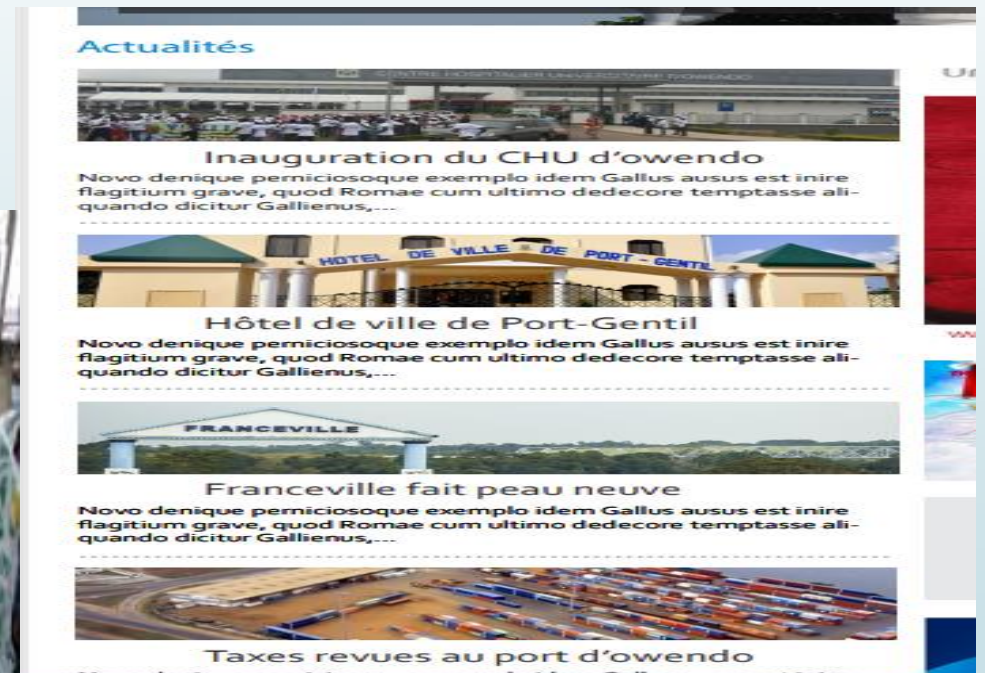 Actualités
CENTRE HOSPITALIER UNIVERSITAIRE D'OWENDO
Inauguration du CHU d'owendo
Novo denique perniciosoque exemplo idem Gallus ausus est inire
flagitium grave, quod Romae cum ultimo dedecore temptasse ali-
quando dicitur Gallienus,...
HOTEL DE VILLE DE PORT - GENTIL
Hôtel de ville de Port-Gentil
Novo denique perniciosoque exemplo idem Gallus ausus est inire
flagitium grave, quod Romae cum ultimo dedecore temptasse ali-
quando dicitur Gallienus,...
FRANCEVILLE
Franceville fait peau neuve
Novo denique perniciosoque exemplo idem Gallus ausus est inire
flagitium grave, quod Romae cum ultimo dedecore temptasse ali-
quando dicitur Gallienus,...
Taxes revues au port d'owendo